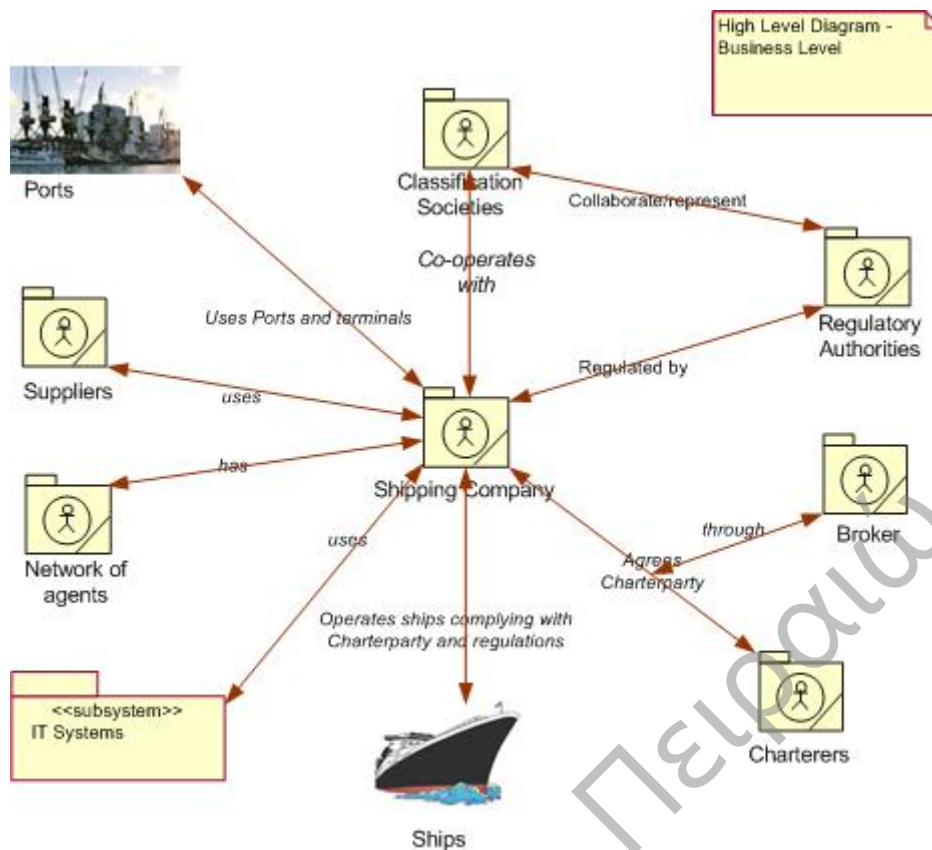 High Level Diagram -
Business Level
Ports
Classification
Societies
Collaborate/represent
Co-operates
with
Regulatory
Authorities
Uses Ports and terminals
Suppliers
uses
Regulated by
has
Shipping Company
Network of
agents
uses
through
Broker
Agrees
Charterparty
Operates ships complying with
Charterparty and regulations
<<subsystem>>
IT Systems
Charterers
Ships
Πειραιώ